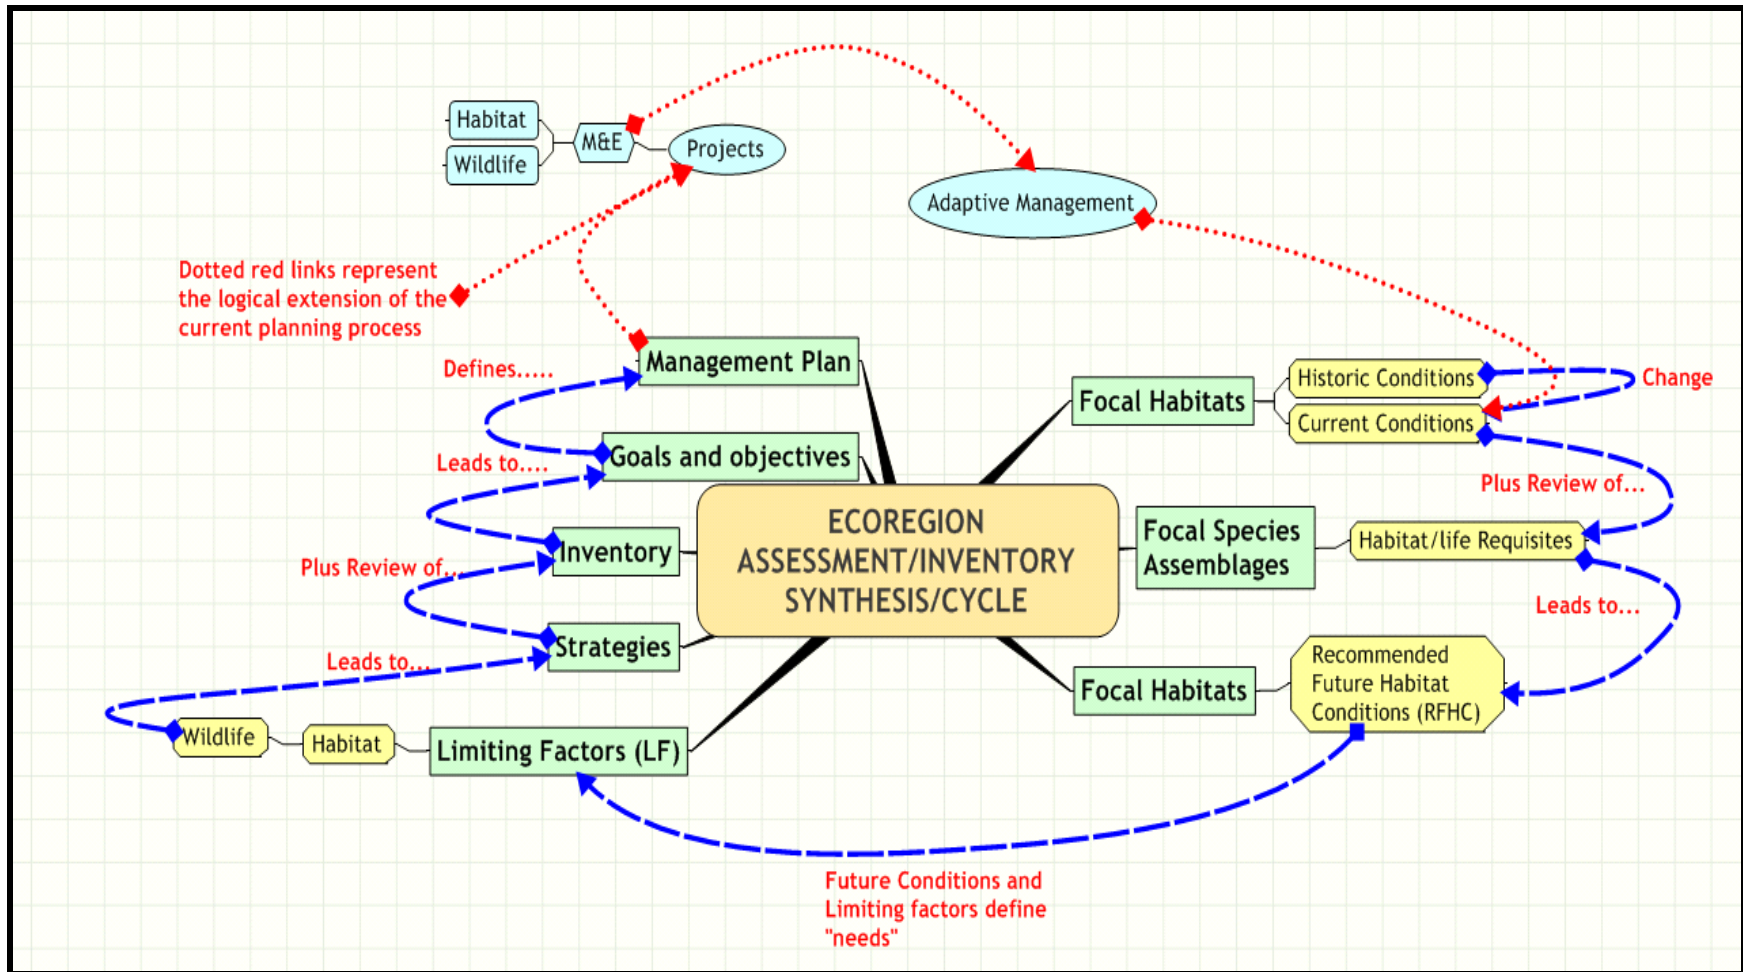 Habitat
Wildlife
M&E
Projects
Adaptive Management
Dotted red links represent
the logical extension of the
current planning process
Defines.....
Management Plan
Leads to....
Goals and objectives
Plus Review of...
Inventory
Leads to...
Strategies
Wildlife
Habitat
Limiting Factors (LF)
ECOREGION
ASSESSMENT/INVENTORY
SYNTHESIS/CYCLE
Focal Habitats
Historic Conditions
Current Conditions
Change
Plus Review of...
Focal Species
Assemblages
Habitat/life Requisites
Leads to...
Focal Habitats
Recommended
Future Habitat
Conditions (RFHC)
Future Conditions and
Limiting factors define
"needs"